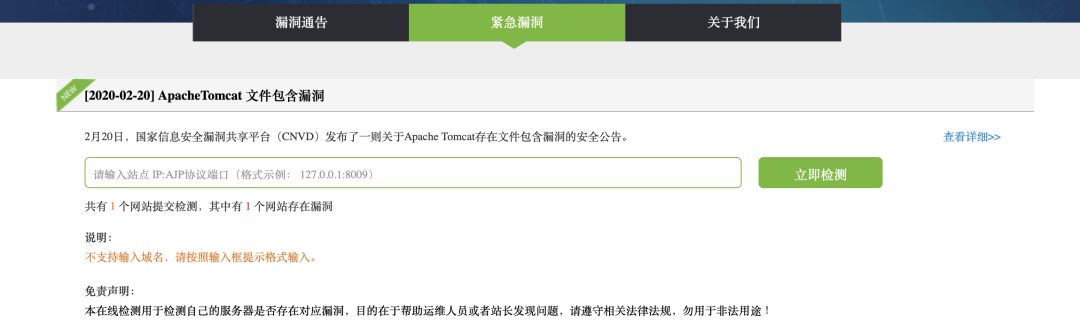 漏洞通告 紧急漏洞 关于我们
NEW
[2020-02-20] ApacheTomcat 文件包含漏洞
2月20日，国家信息安全漏洞共享平台（CNVD）发布了一则关于Apache Tomcat存在文件包含漏洞的安全公告。 查看详细>>
请输入站点 IP:AJP协议端口（格式示例： 127.0.0.1:8009） 立即检测
共有 1 个网站提交检测，其中有 1 个网站存在漏洞
说明：
不支持输入域名，请按照输入框提示格式输入。
免责声明：
本在线检测用于检测自己的服务器是否存在对应漏洞，目的在于帮助运维人员或者站长发现问题，请遵守相关法律法规，勿用于非法用途！